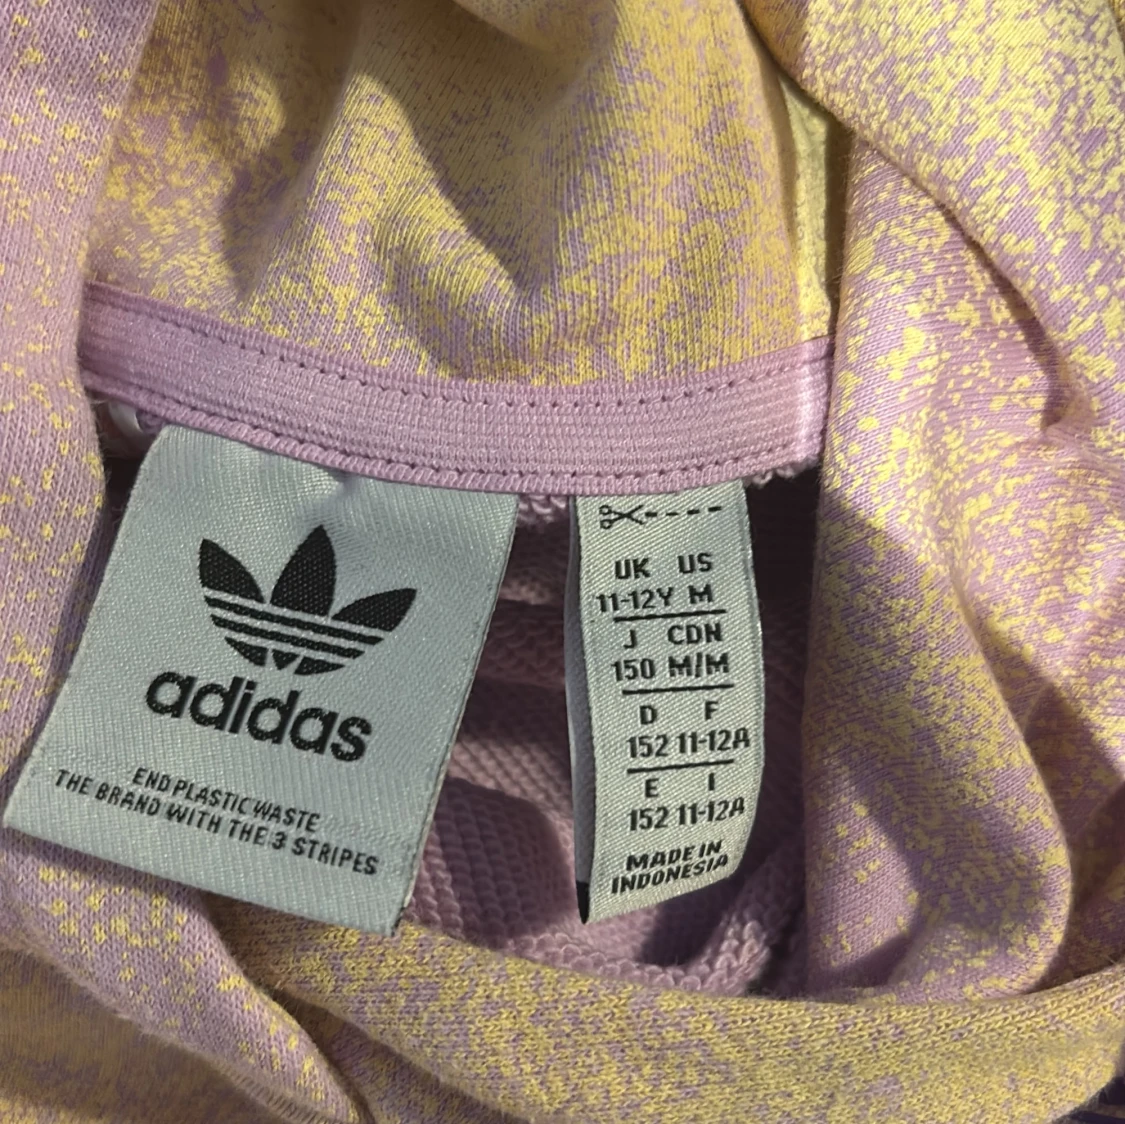 adidas
END PLASTIC WASTE
THE BRAND WITH THE 3 STRIPES
UK US
11-12Y M
J CDN
150 M/M
D F
152 11-12A
E I
152 11-12A
MADE IN
INDONESIA